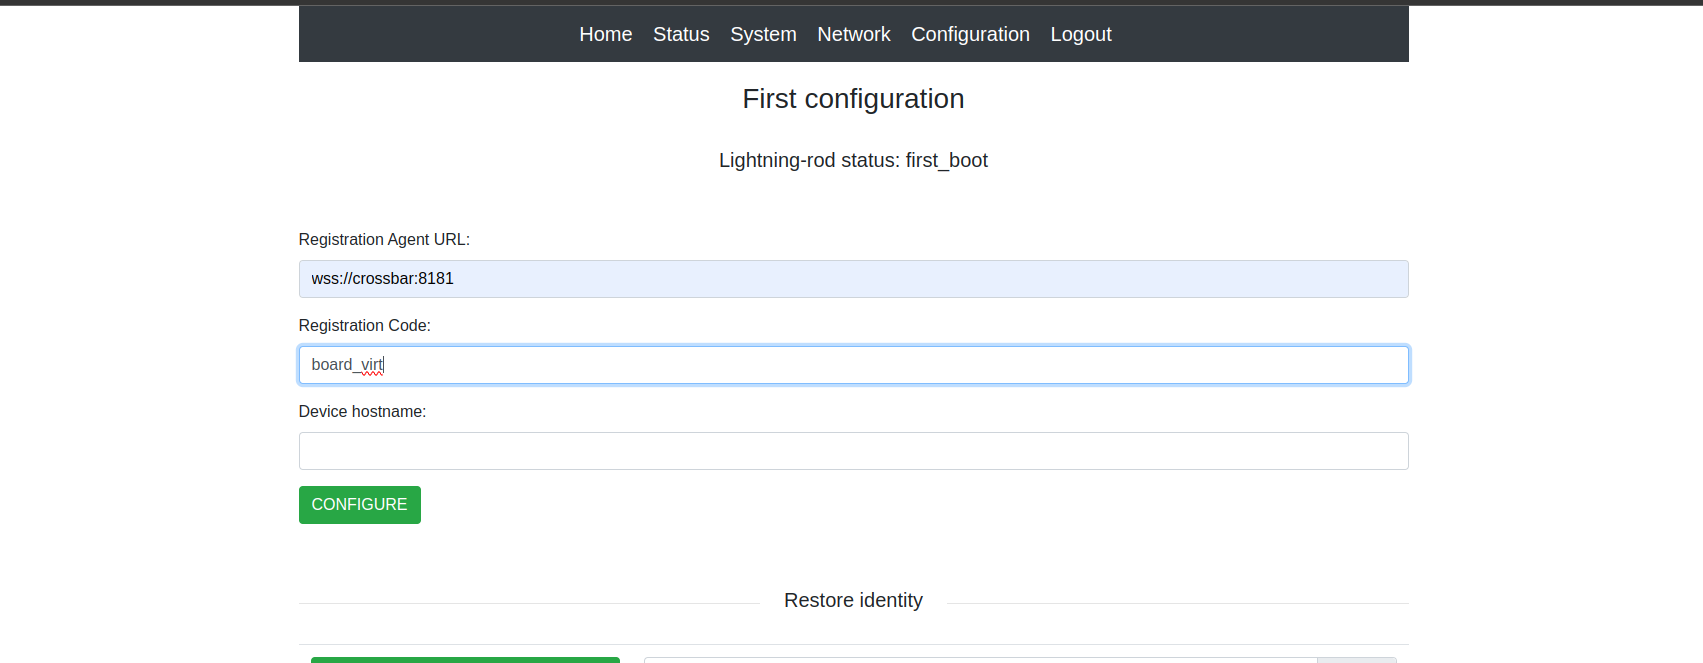 Home Status System Network Configuration Logout
First configuration
Lightning-rod status: first_boot
Registration Agent URL:
wss://crossbar:8181
Registration Code:
board_virt
Device hostname:
CONFIGURE
Restore identity